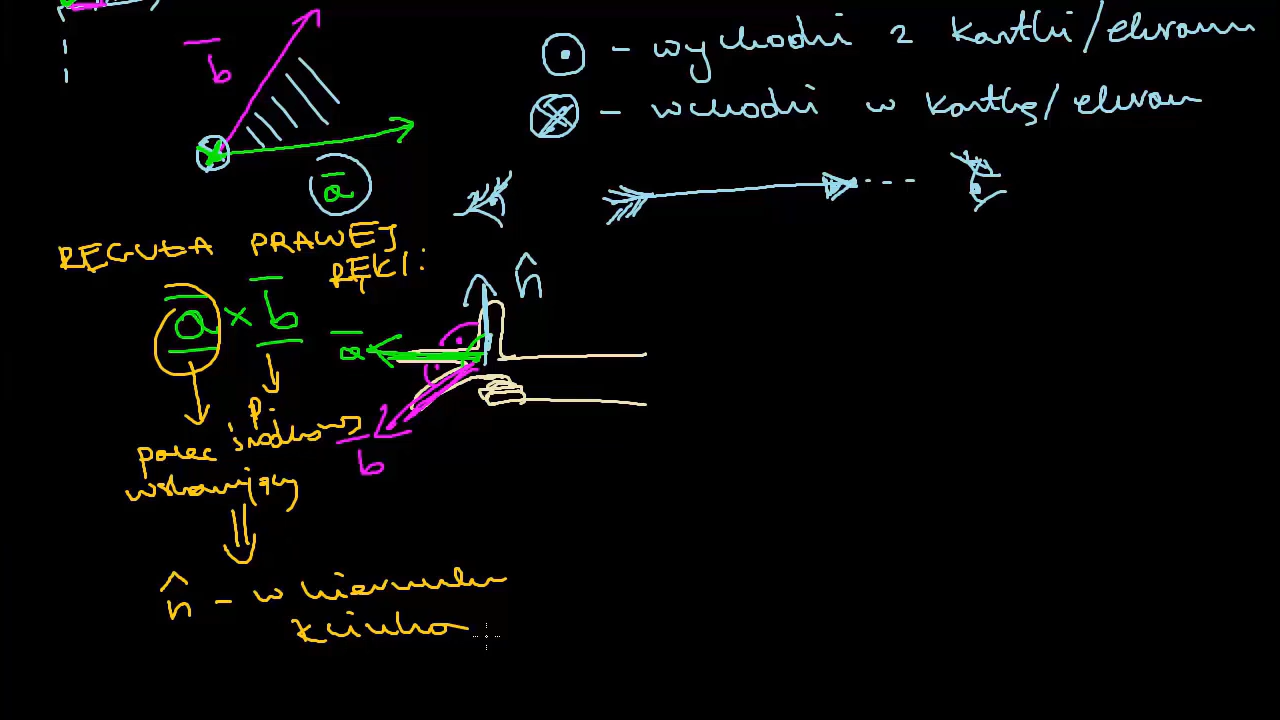 b
⊙ - wychodzi z kartki/ekranu
⊗ - wchodzi w kartkę/ekran
a
REGUŁA PRAWEJ
RĘKI:
n̂
a × b
a
p.
palec środkowy
wskazujący
b
n̂ - w kierunku
kciuka